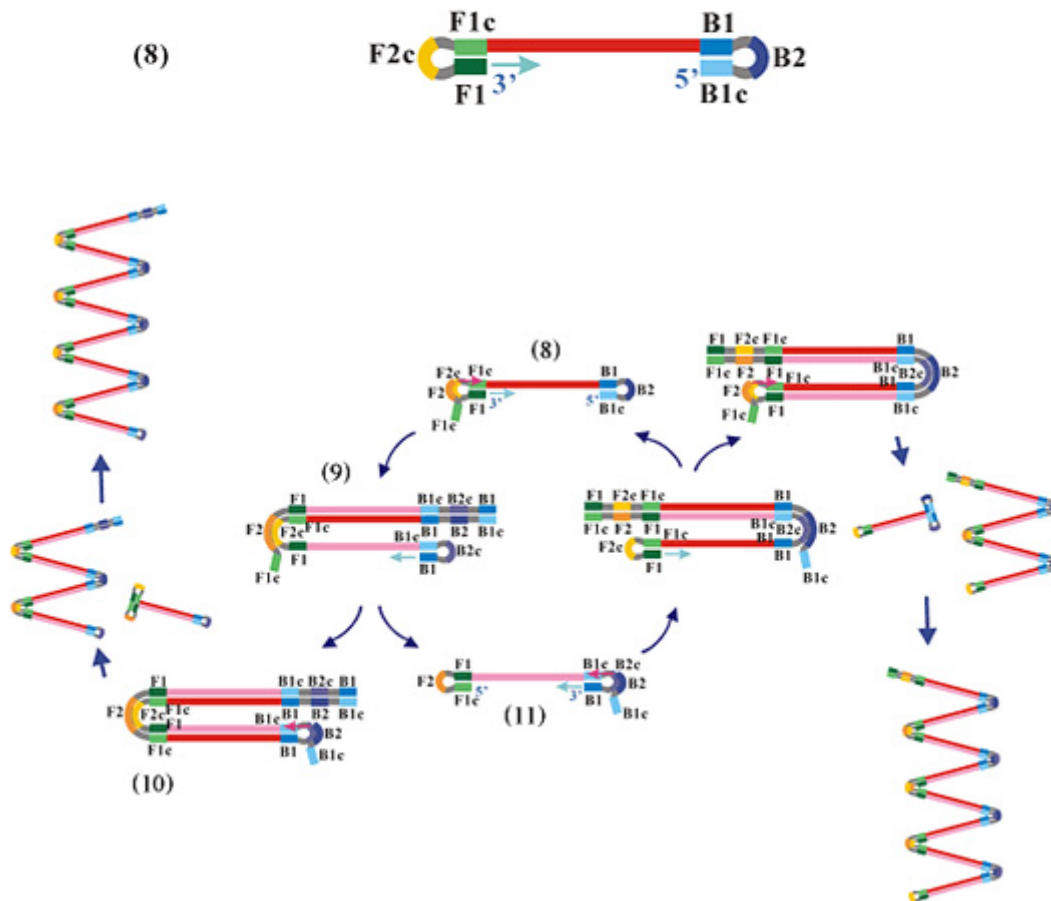 (8)
F1c B1
F2c B2
F1 3' 5' B1c
(8)
F2c F1c B1
F2 B2
F1 3' 5' B1c
F1c
F1 F2c F1c B1
F1c F2 F1 B1c B2c B2
F2c F1c B1
F2 F1 B1c
F1c
(9)
F1 B1c B2c B1
F2 F2c F1c B1 B2 B1c
B1c B2c
F1 B1
F1c
F1 F2c F1c B1
F1c F2 F1 B1c B2
F2c F1c B1 B1
F1 B1c
F1 B1c B2c B1
F2 F2c F1c B1 B2 B1c
F1 B1c B2
F1c B1 B1c
(10)
F1 B1c B2c
F2 B2
F1c 5' 3' B1
B1c
(11)